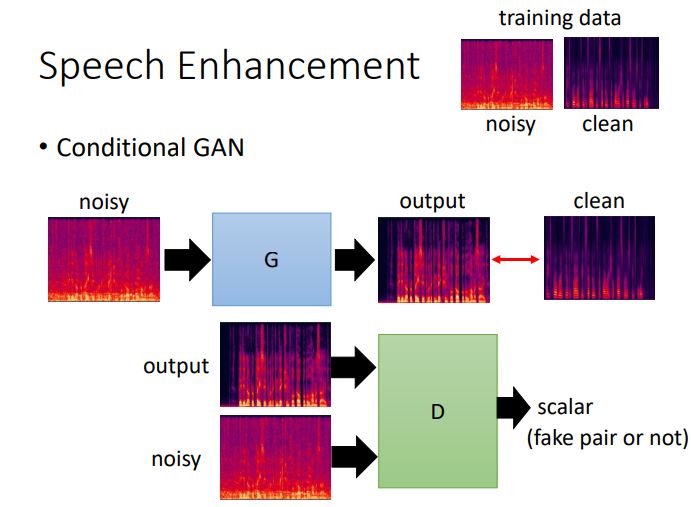 training data
Speech Enhancement
noisy
clean
• Conditional GAN
noisy
output
clean
G
output
D
scalar
(fake pair or not)
noisy